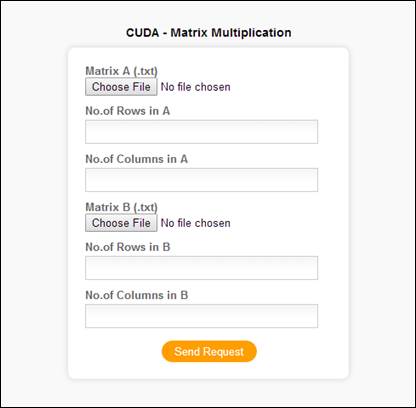 CUDA - Matrix Multiplication
Matrix A (.txt)
Choose File No file chosen
No.of Rows in A
No.of Columns in A
Matrix B (.txt)
Choose File No file chosen
No.of Rows in B
No.of Columns in B
Send Request